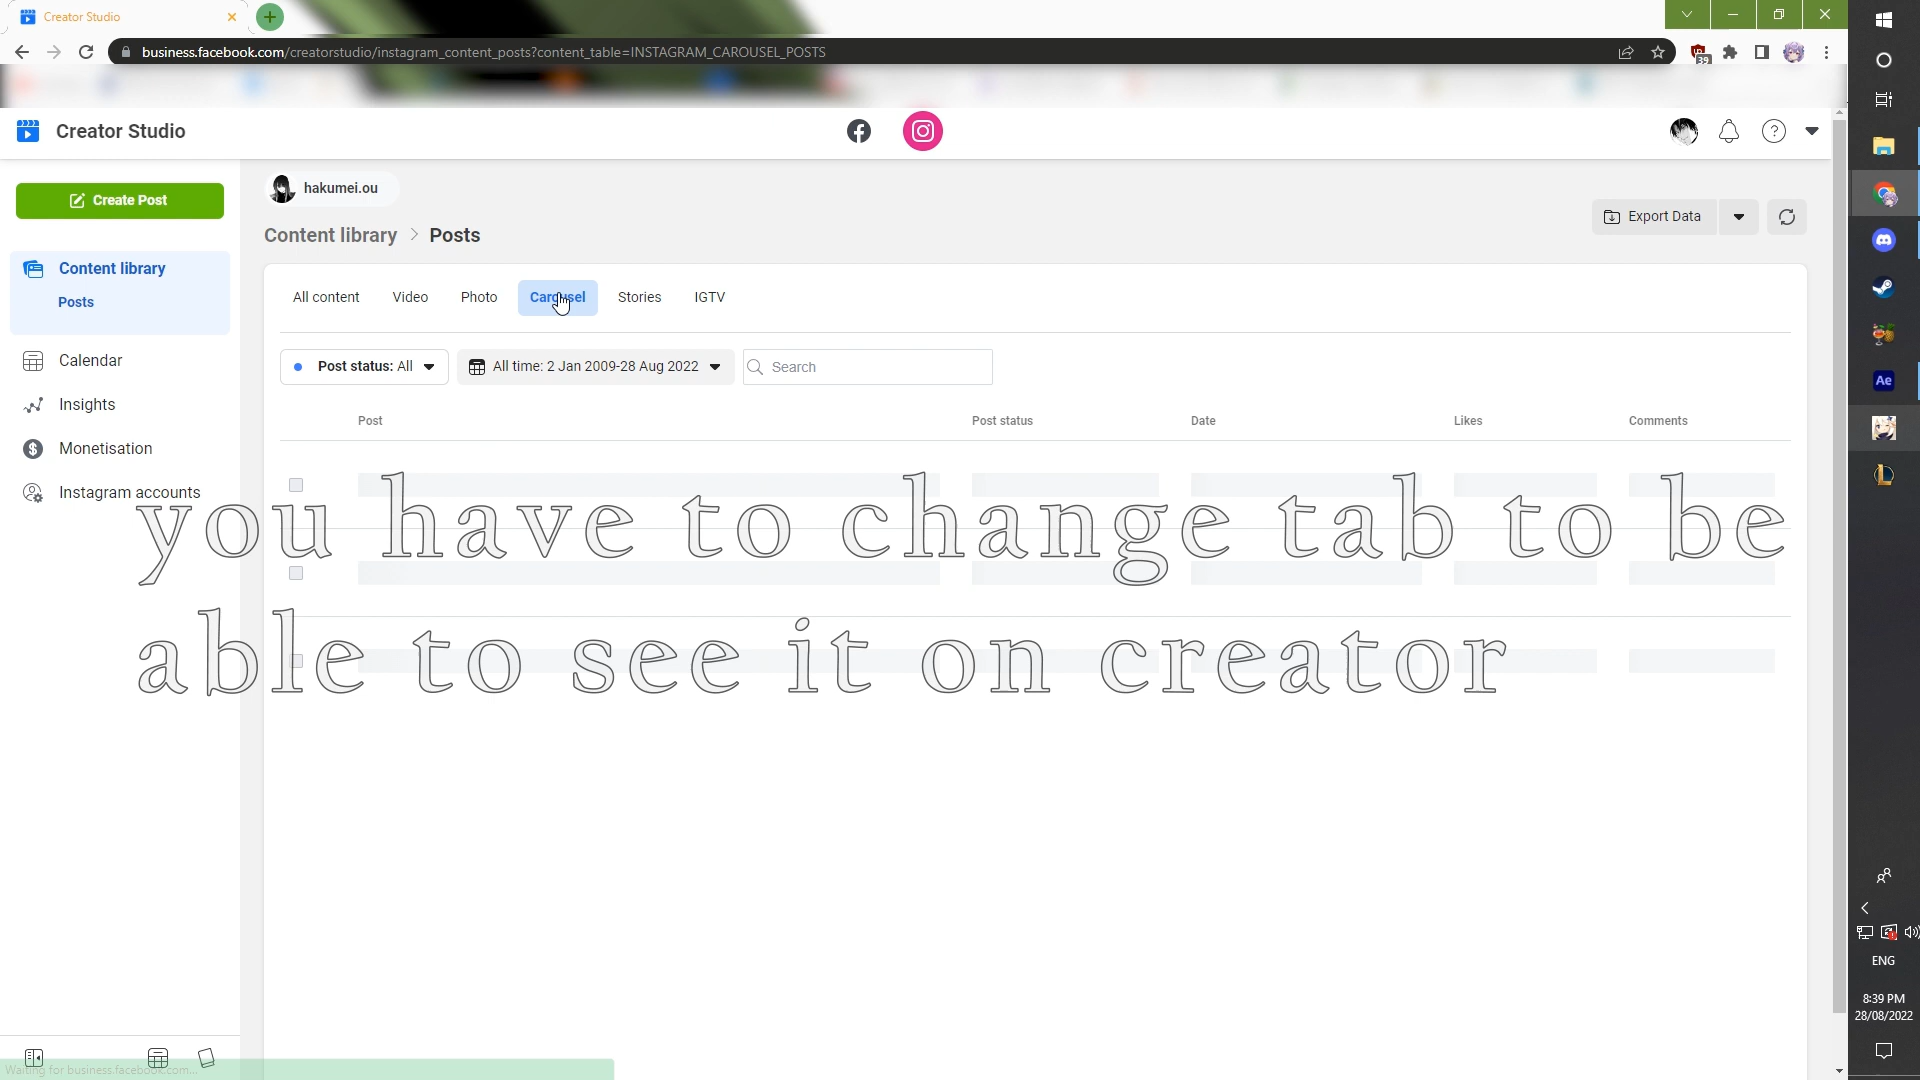 Creator Studio
business.facebook.com/creatorstudio/instagram_content_posts?content_table=INSTAGRAM_CAROUSEL_POSTS
39
Creator Studio
Create Post
hakumei.ou
Content library > Posts
Export Data
Content library
Posts
All content Video Photo Carousel Stories IGTV
Calendar
Post status: All
All time: 2 Jan 2009-28 Aug 2022
Search
Insights
Post Post status Date Likes Comments
Monetisation
Instagram accounts
you have to change tab to be
able to see it on creator
Waiting for business.facebook.com...
Ae
ENG
8:39 PM
28/08/2022